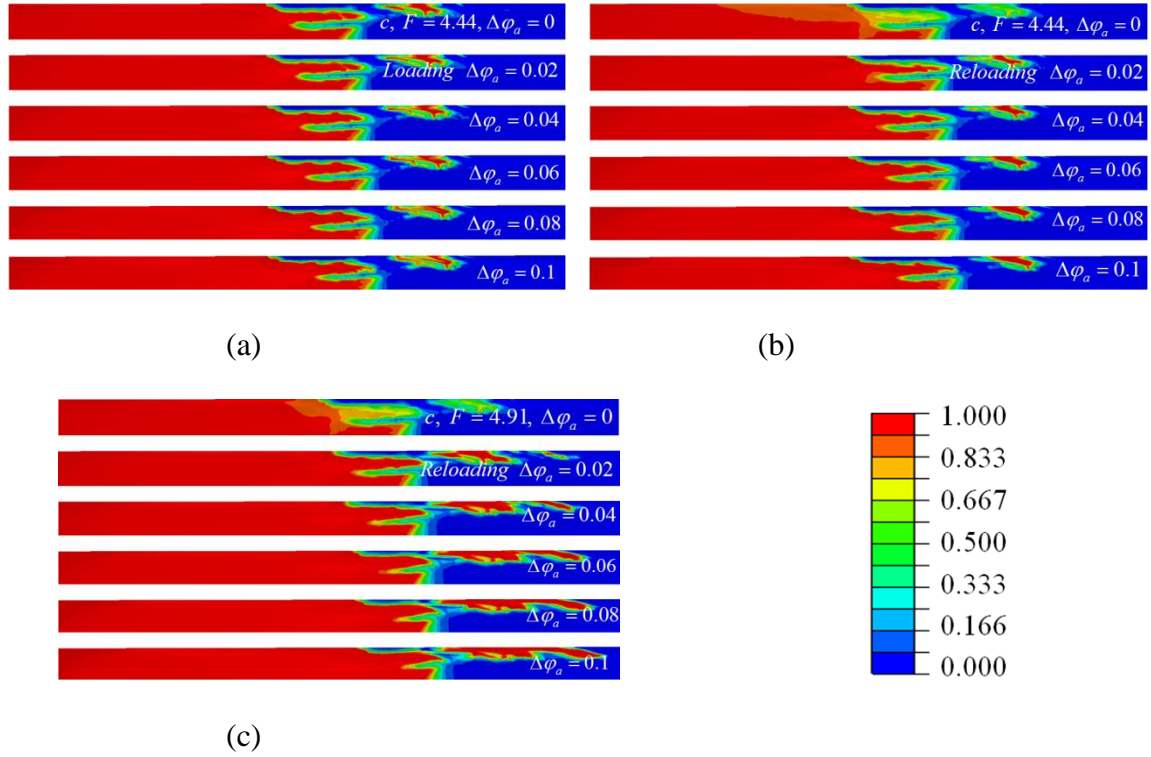 c, F = 4.44, Δφₐ = 0
Loading Δφₐ = 0.02
Δφₐ = 0.04
Δφₐ = 0.06
Δφₐ = 0.08
Δφₐ = 0.1
(a)
c, F = 4.44, Δφₐ = 0
Reloading Δφₐ = 0.02
Δφₐ = 0.04
Δφₐ = 0.06
Δφₐ = 0.08
Δφₐ = 0.1
(b)
c, F = 4.91, Δφₐ = 0
Reloading Δφₐ = 0.02
Δφₐ = 0.04
Δφₐ = 0.06
Δφₐ = 0.08
Δφₐ = 0.1
(c)
1.000
0.833
0.667
0.500
0.333
0.166
0.000